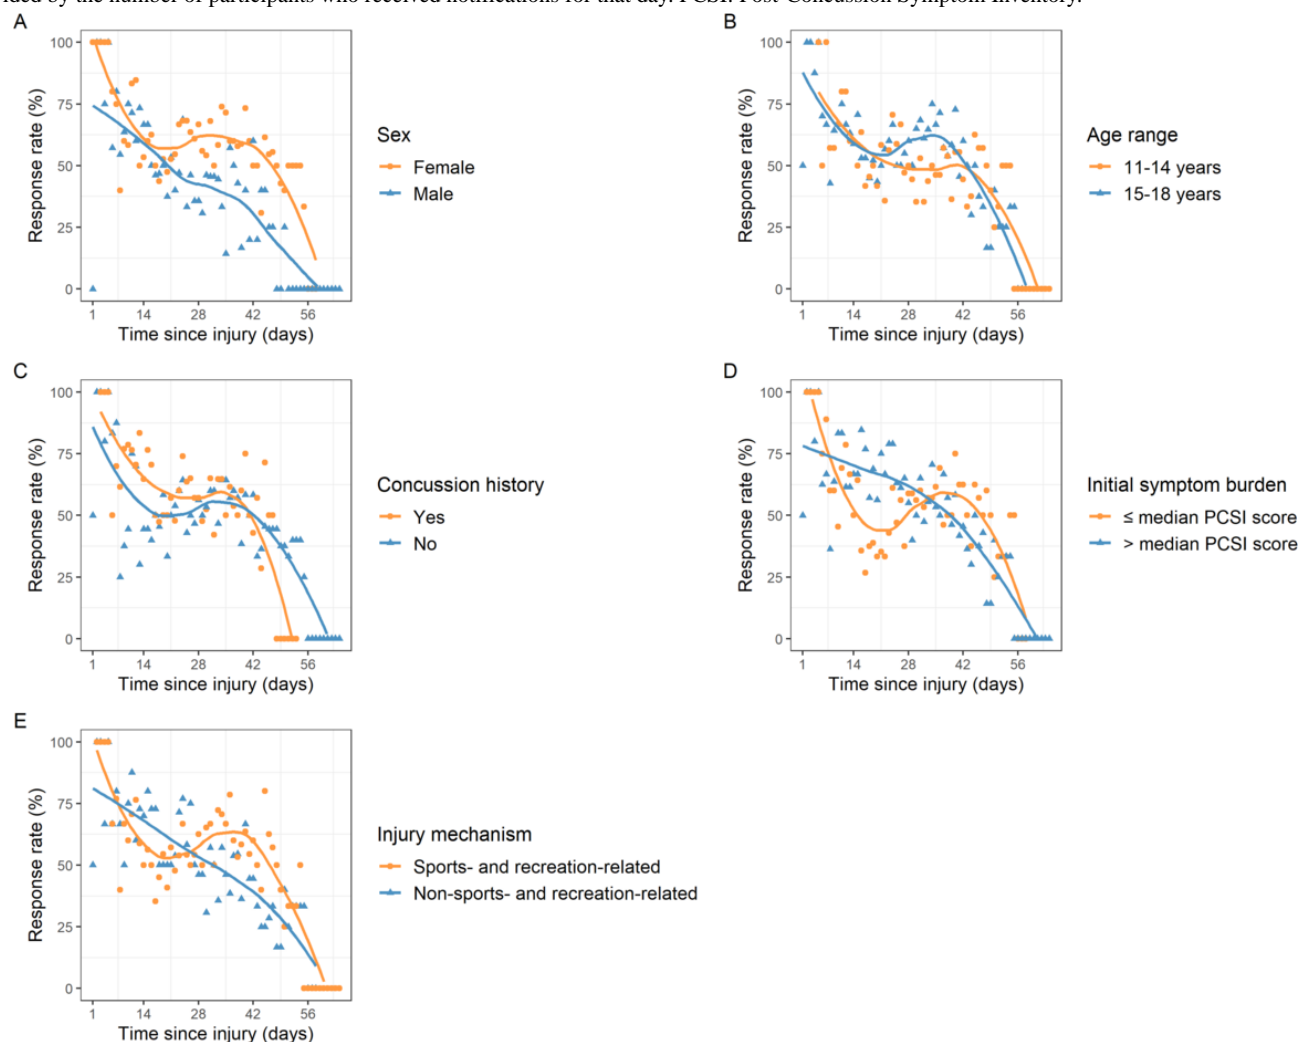 ided by the number of participants who received notifications for that day. PCSI: Post-Concussion Symptom Inventory.
A
100
75
50
25
0
Response rate (%)
1 14 28 42 56
Time since injury (days)
Sex
Female
Male
B
100
75
50
25
0
Response rate (%)
1 14 28 42 56
Time since injury (days)
Age range
11-14 years
15-18 years
C
100
75
50
25
0
Response rate (%)
1 14 28 42 56
Time since injury (days)
Concussion history
Yes
No
D
100
75
50
25
0
Response rate (%)
1 14 28 42 56
Time since injury (days)
Initial symptom burden
≤ median PCSI score
> median PCSI score
E
100
75
50
25
0
Response rate (%)
1 14 28 42 56
Time since injury (days)
Injury mechanism
Sports- and recreation-related
Non-sports- and recreation-related